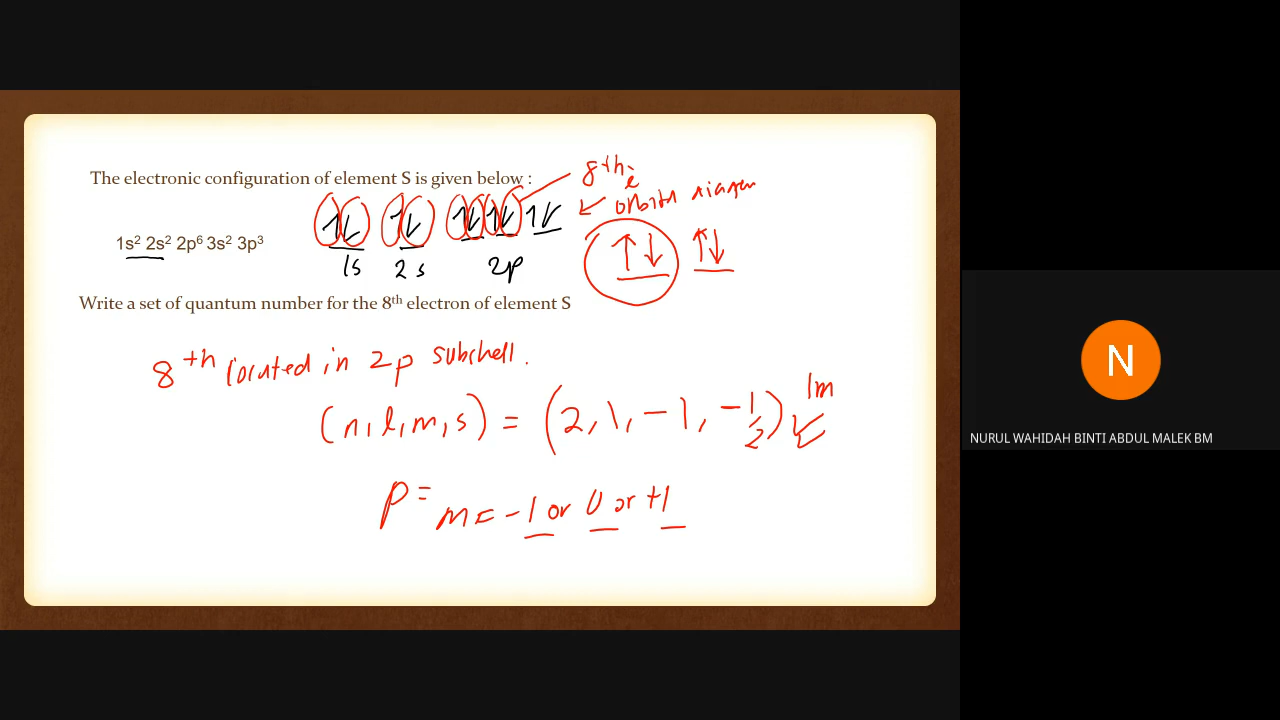 The electronic configuration of element S is given below :
8th e
orbital
1s² 2s² 2p⁶ 3s² 3p³
1s 2s 2p
Write a set of quantum number for the 8th electron of element S
8th located in 2p subshell.
(n, l, m, s) = (2, 1, -1, -1/2) 1m
p = m = -1 or 0 or +1
N
NURUL WAHIDAH BINTI ABDUL MALEK BM